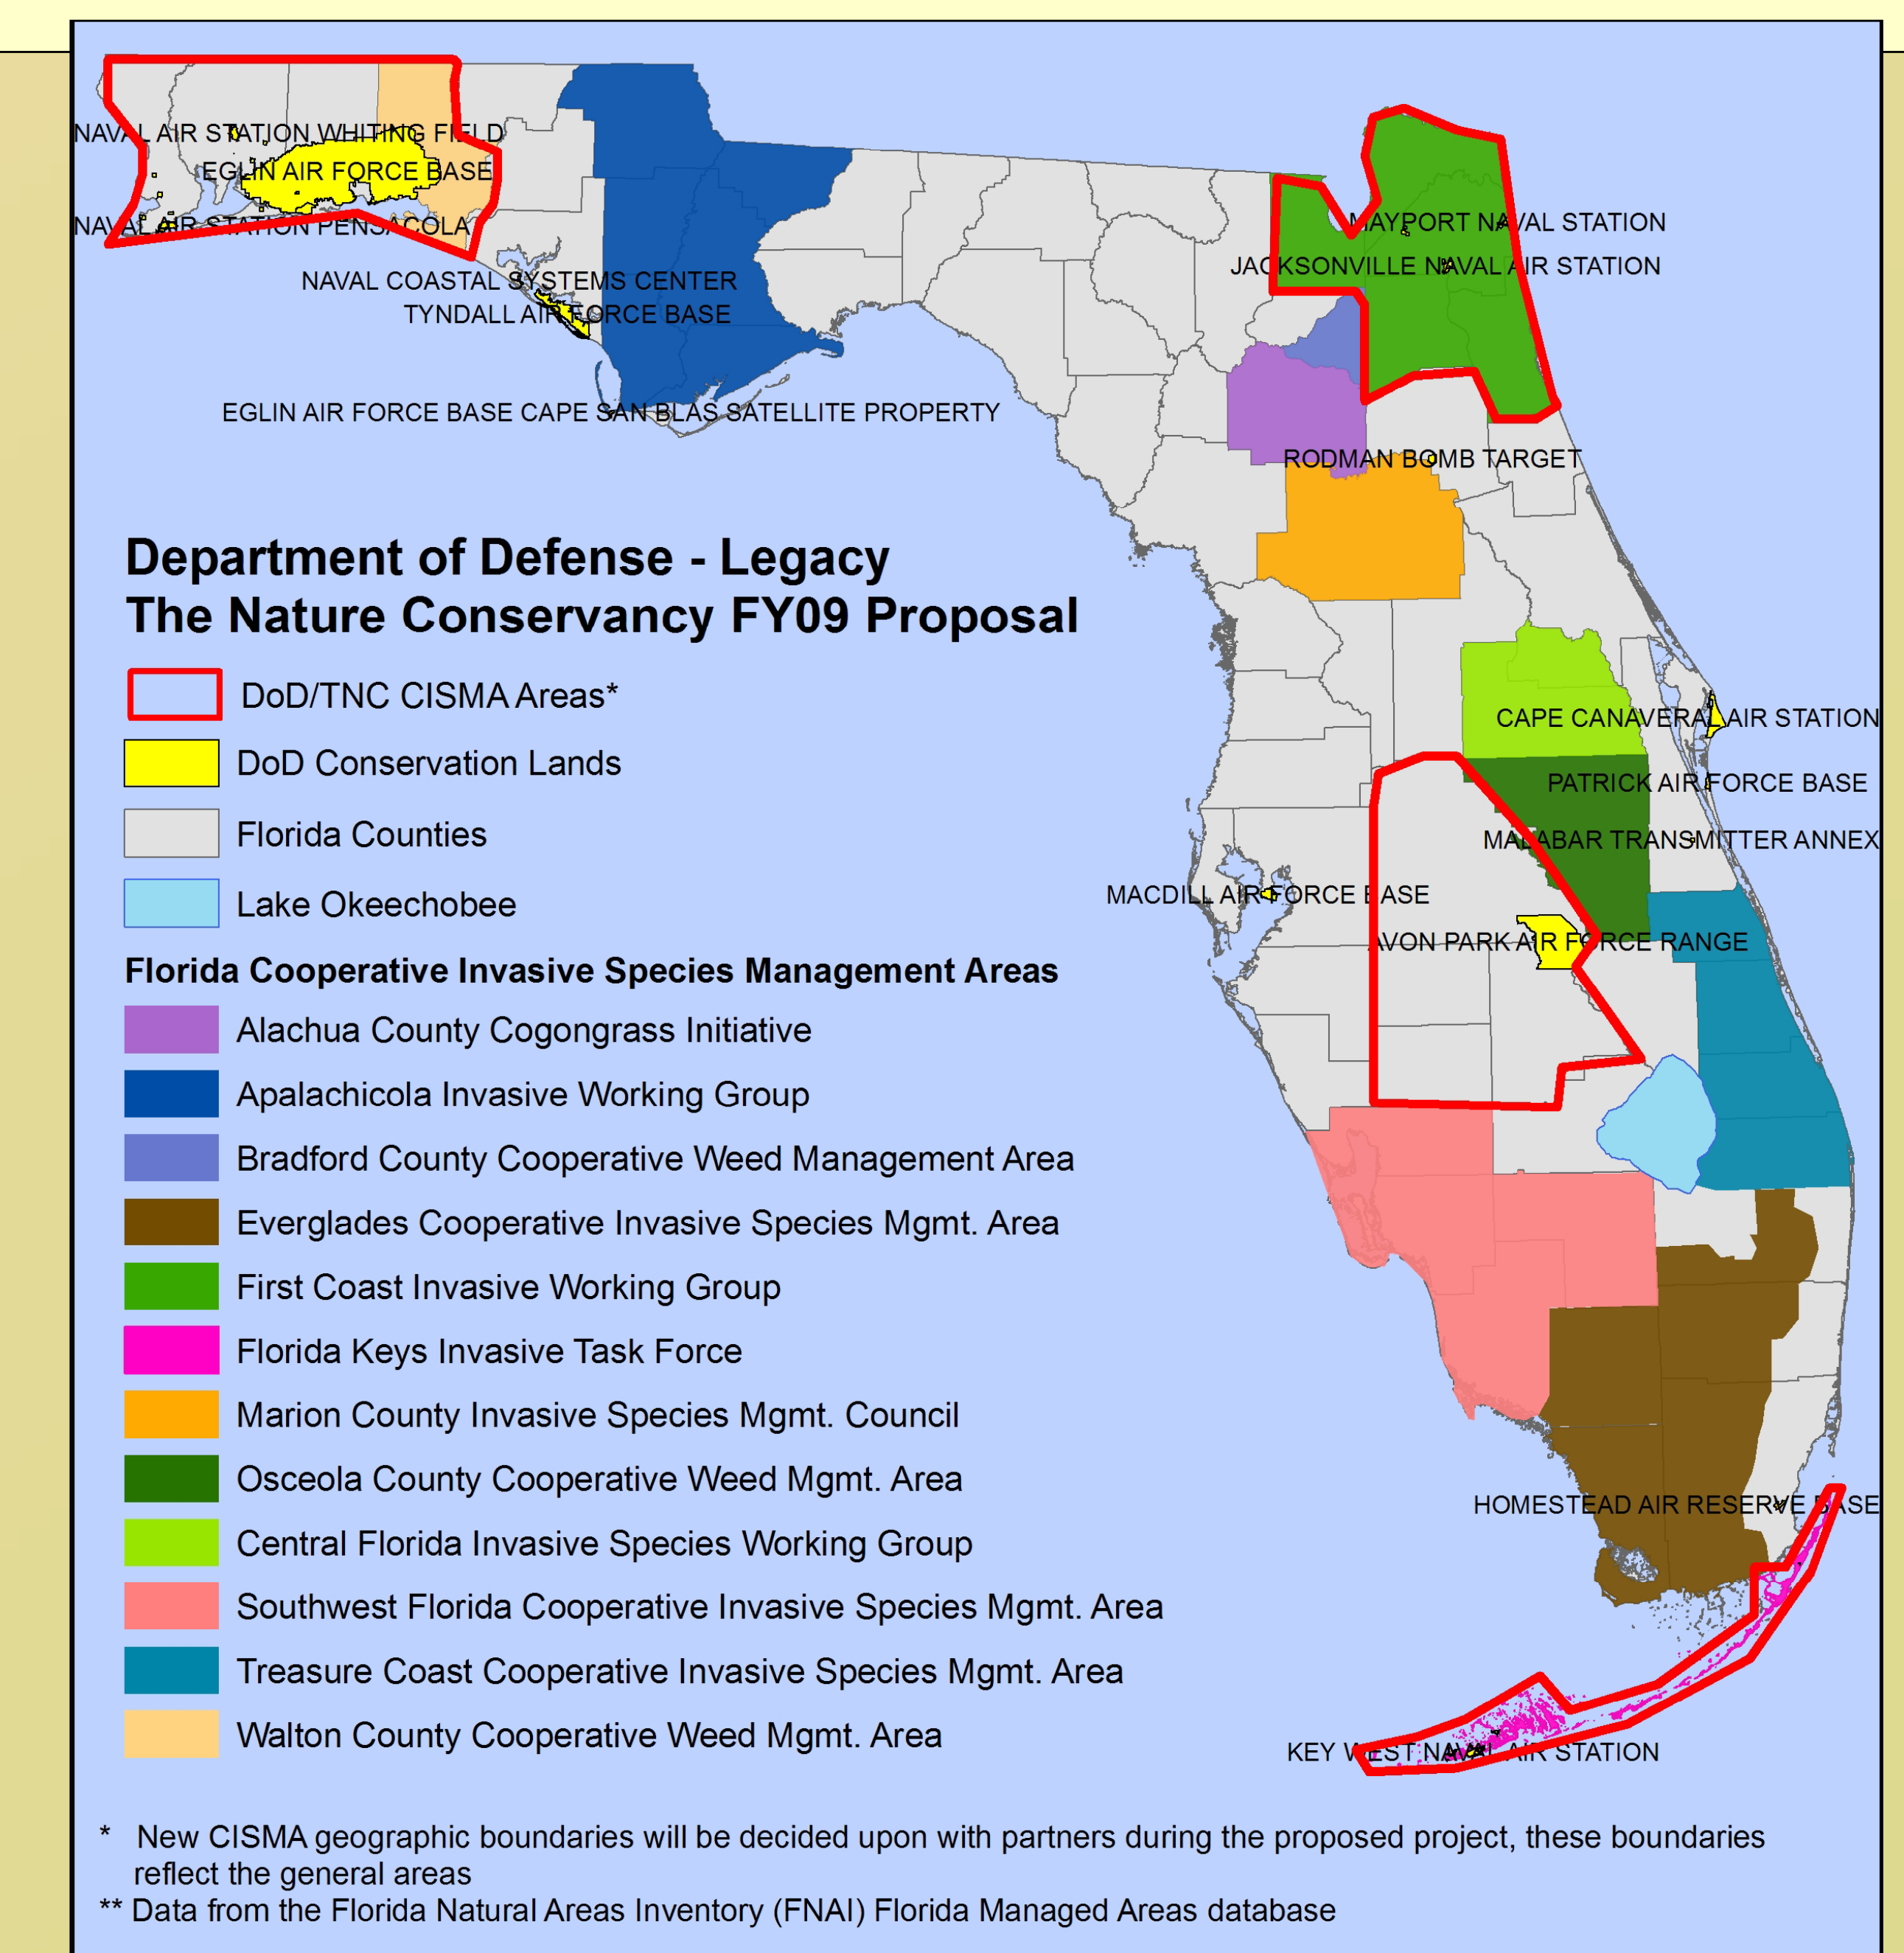 NAVAL AIR STATION WHITING FIELD
EGLIN AIR FORCE BASE
NAVAL AIR STATION PENSACOLA
MAYPORT NAVAL STATION
JACKSONVILLE NAVAL AIR STATION
NAVAL COASTAL SYSTEMS CENTER
TYNDALL AIR FORCE BASE
EGLIN AIR FORCE BASE CAPE SAN BLAS SATELLITE PROPERTY
RODMAN BOMB TARGET
Department of Defense - Legacy
The Nature Conservancy FY09 Proposal
DoD/TNC CISMA Areas*
DoD Conservation Lands
Florida Counties
Lake Okeechobee
CAPE CANAVERAL AIR STATION
PATRICK AIR FORCE BASE
MALABAR TRANSMITTER ANNEX
MACDILL AIR FORCE BASE
AVON PARK AIR FORCE RANGE
Florida Cooperative Invasive Species Management Areas
Alachua County Cogongrass Initiative
Apalachicola Invasive Working Group
Bradford County Cooperative Weed Management Area
Everglades Cooperative Invasive Species Mgmt. Area
First Coast Invasive Working Group
Florida Keys Invasive Task Force
Marion County Invasive Species Mgmt. Council
Osceola County Cooperative Weed Mgmt. Area
Central Florida Invasive Species Working Group
Southwest Florida Cooperative Invasive Species Mgmt. Area
Treasure Coast Cooperative Invasive Species Mgmt. Area
Walton County Cooperative Weed Mgmt. Area
HOMESTEAD AIR RESERVE BASE
KEY WEST NAVAL AIR STATION
* New CISMA geographic boundaries will be decided upon with partners during the proposed project, these boundaries
reflect the general areas
** Data from the Florida Natural Areas Inventory (FNAI) Florida Managed Areas database